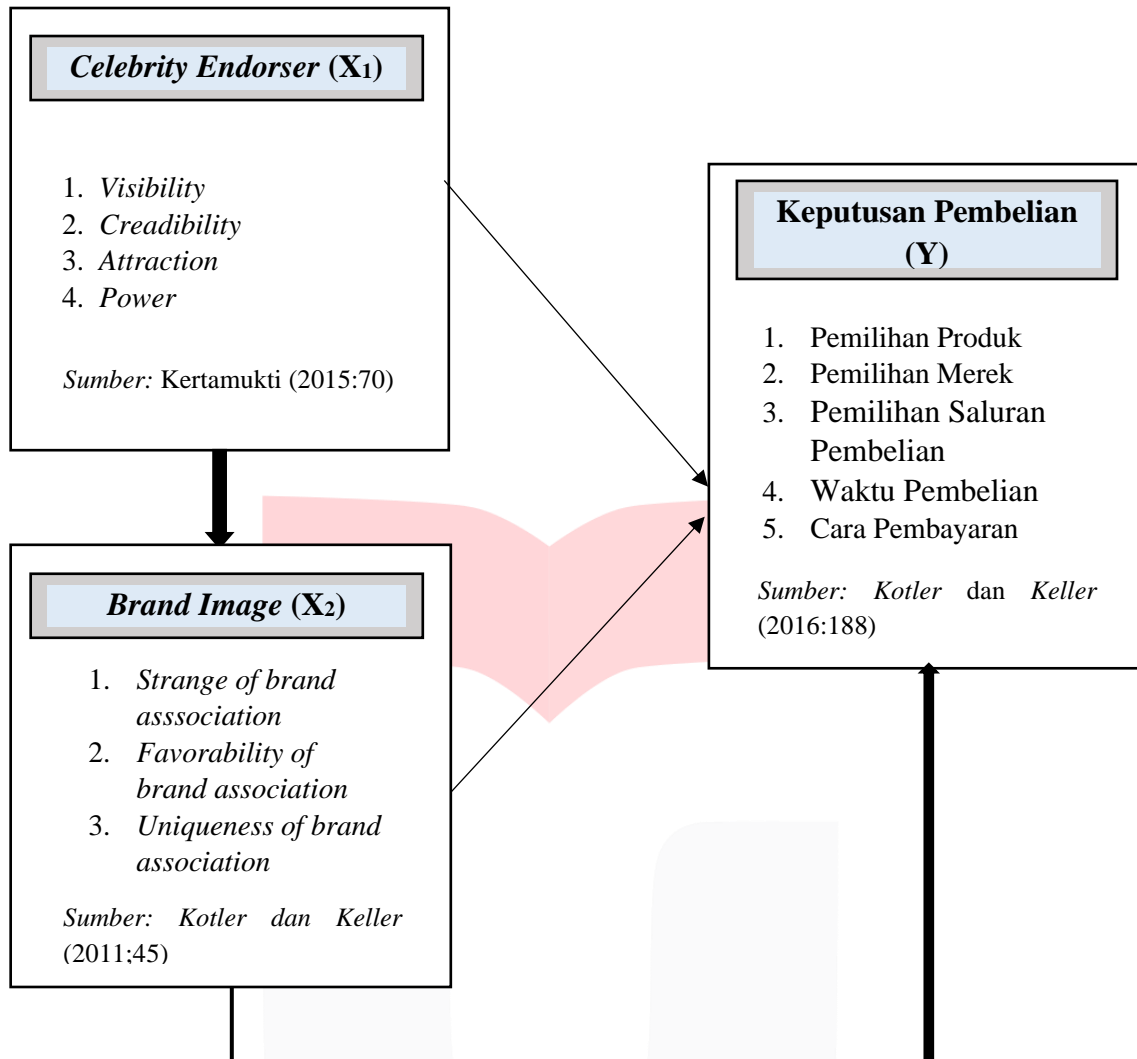 Celebrity Endorser (X1)
1. Visibility
2. Creadibility
3. Attraction
4. Power
Sumber: Kertamukti (2015:70)
Brand Image (X2)
1. Strange of brand
asssociation
2. Favorability of
brand association
3. Uniqueness of brand
association
Sumber: Kotler dan Keller
(2011;45)
Keputusan Pembelian
(Y)
1. Pemilihan Produk
2. Pemilihan Merek
3. Pemilihan Saluran
Pembelian
4. Waktu Pembelian
5. Cara Pembayaran
Sumber: Kotler dan Keller
(2016:188)